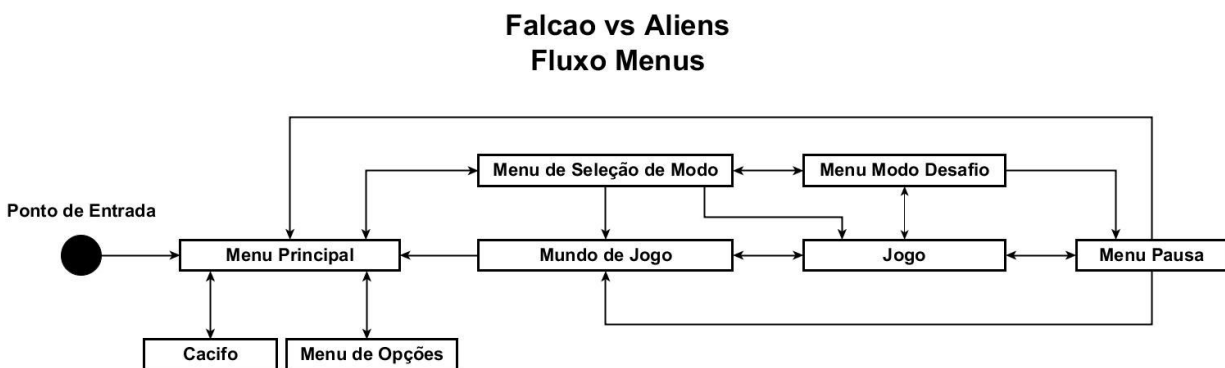 Falcao vs Aliens
Fluxo Menus
Menu de Seleção de Modo
Menu Modo Desafio
Ponto de Entrada
Menu Principal
Mundo de Jogo
Jogo
Menu Pausa
Cacifo
Menu de Opções